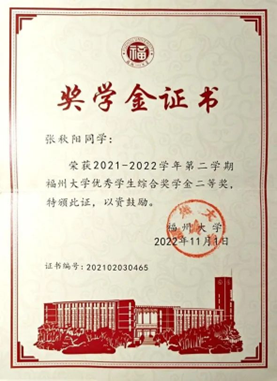 福
奖学金证书
张秋阳同学:
荣获2021-2022学年第二学期
福州大学优秀学生综合奖学金二等奖,
特颁此证,以资鼓励。
福州大学
2022年11月1日
证书编号:202102030465